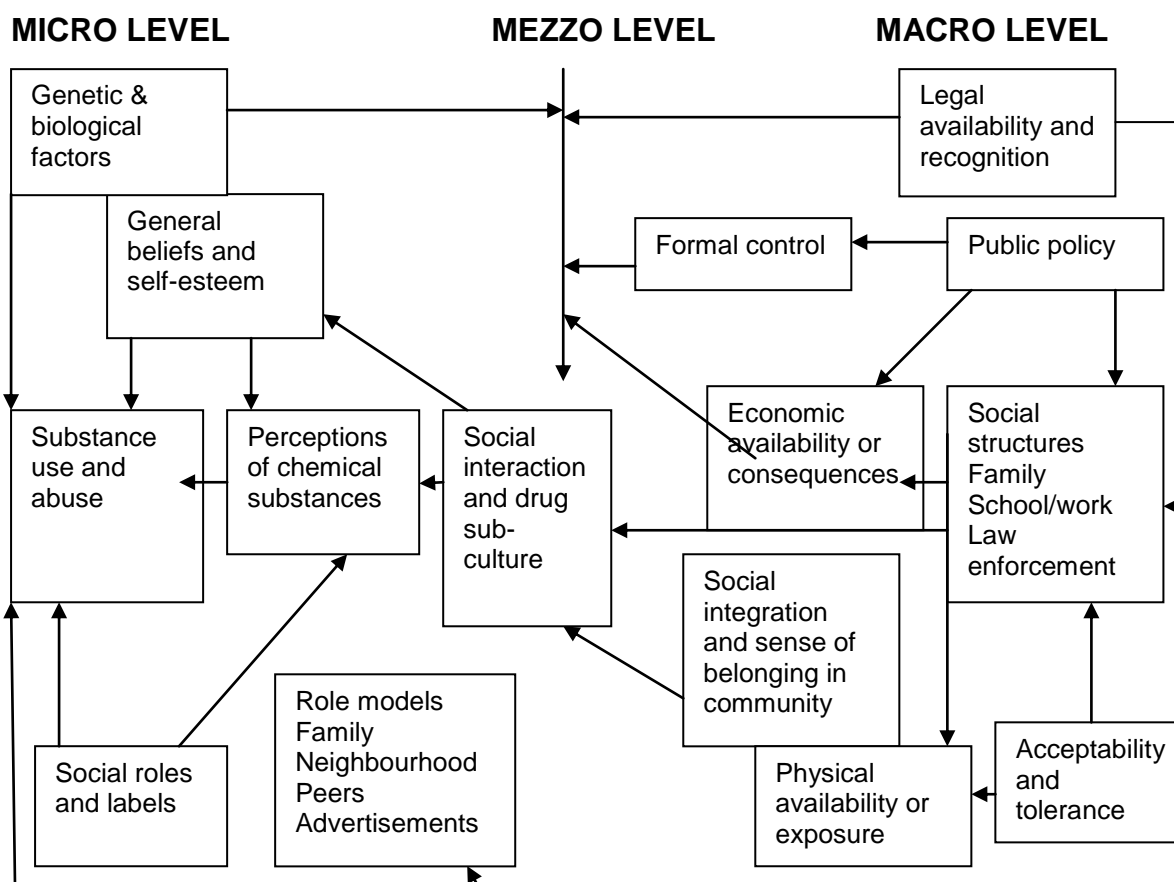 MICRO LEVEL
MEZZO LEVEL
MACRO LEVEL
Genetic &
biological
factors
Legal
availability and
recognition
General
beliefs and
self-esteem
Formal control
Public policy
Substance
use and
abuse
Perceptions
of chemical
substances
Social
interaction
and drug
sub-
culture
Economic
availability or
consequences
Social
structures
Family
School/work
Law
enforcement
Social
integration
and sense of
belonging in
community
Role models
Family
Neighbourhood
Peers
Advertisements
Social roles
and labels
Physical
availability or
exposure
Acceptability
and
tolerance